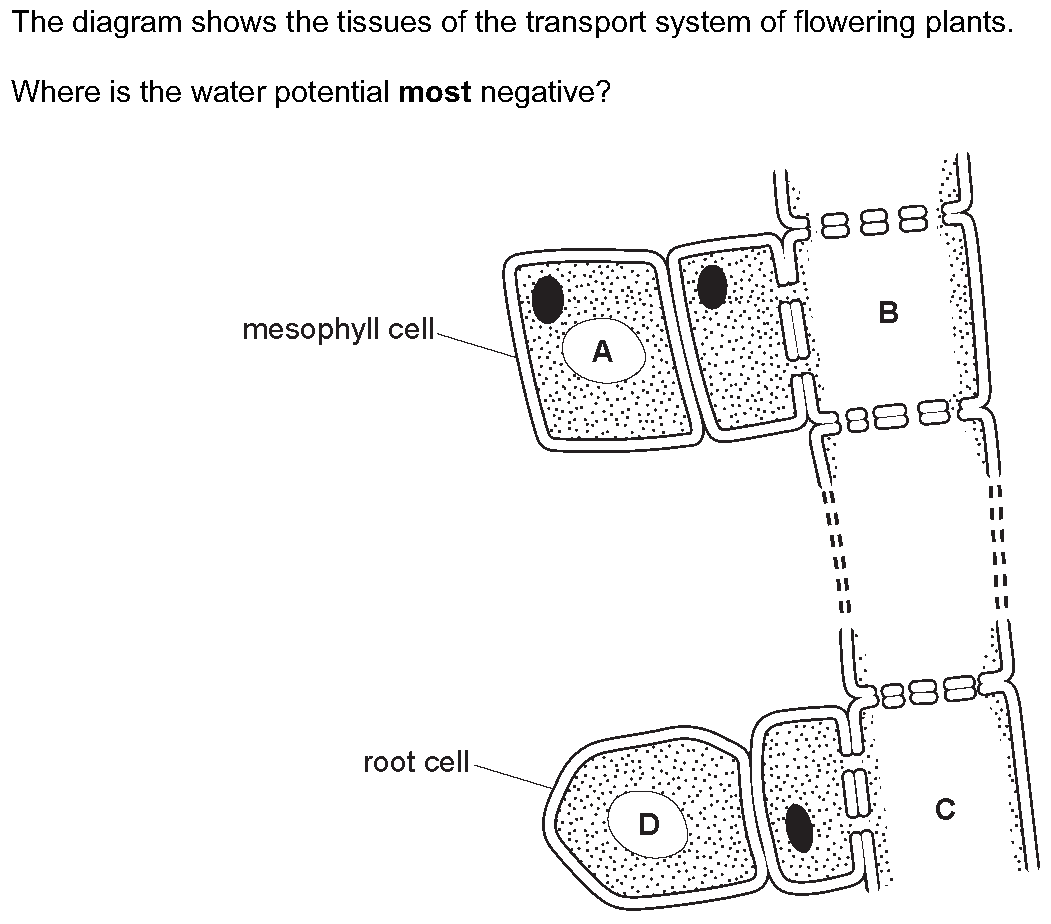 The diagram shows the tissues of the transport system of flowering plants.
Where is the water potential most negative?
B
mesophyll cell
A
root cell
D
C